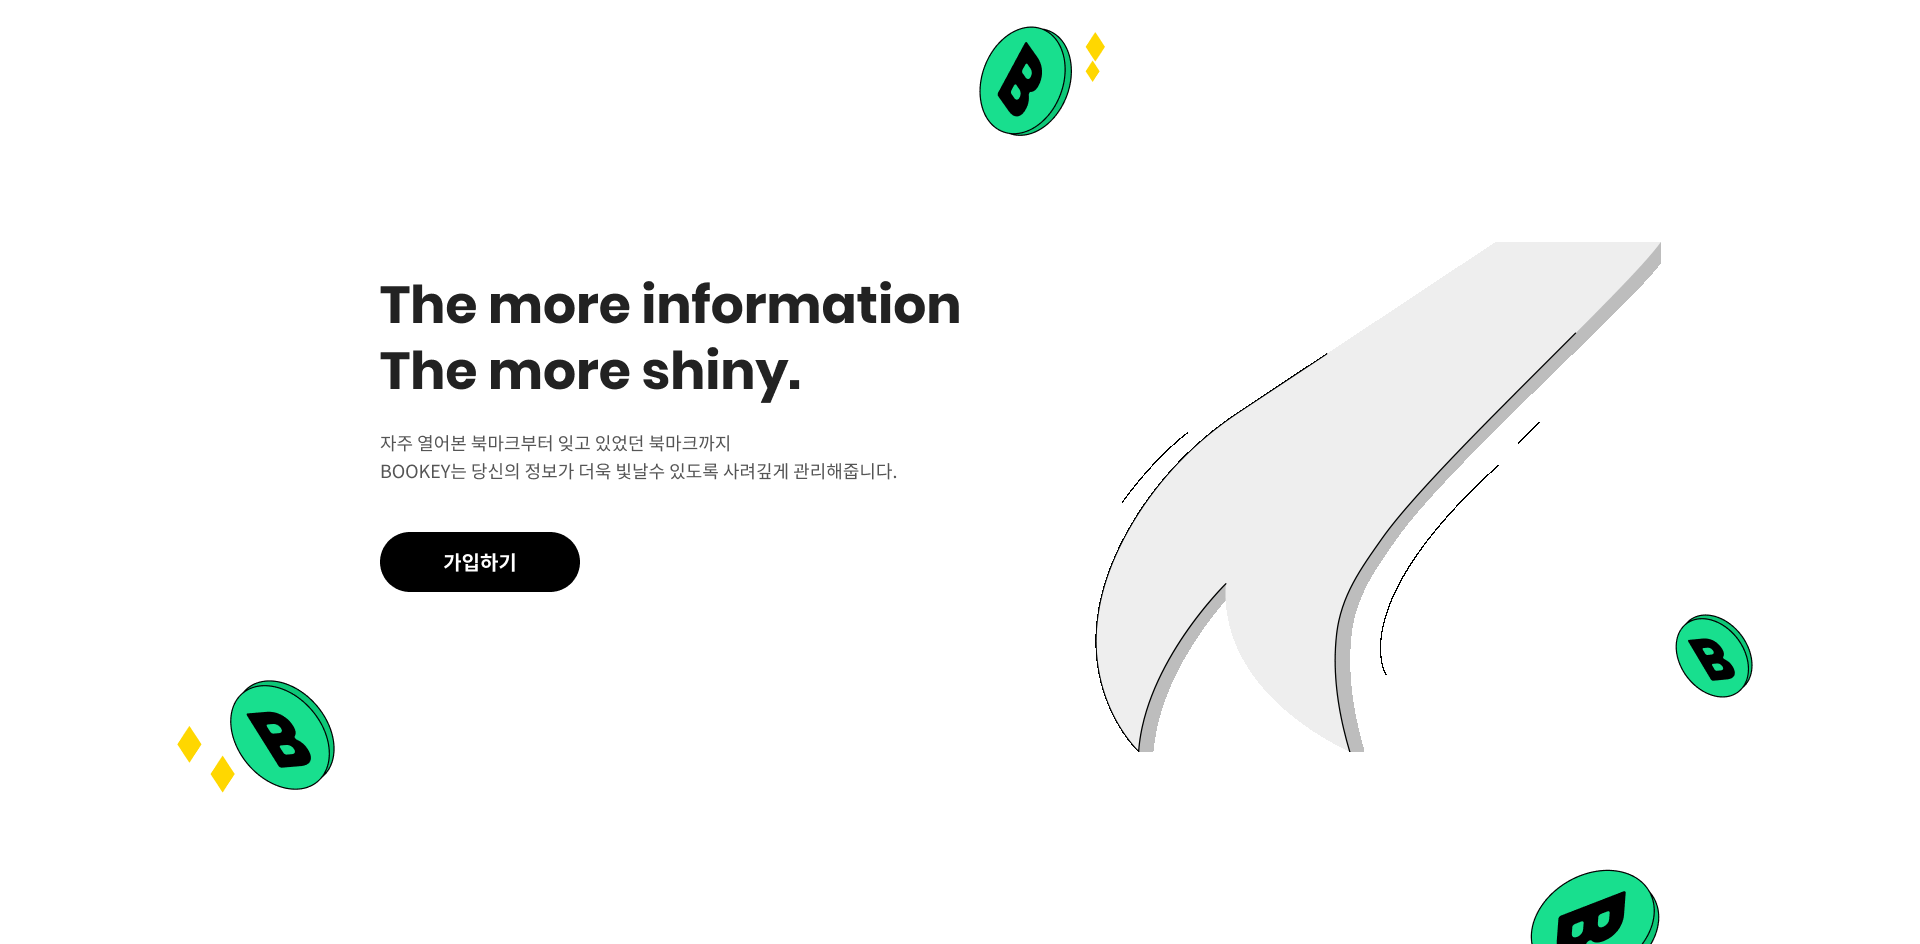 B
The more information
The more shiny.
자주 열어본 북마크부터 잊고 있었던 북마크까지
BOOKEY는 당신의 정보가 더욱 빛날수 있도록 사려깊게 관리해줍니다.
가입하기
B
B
B